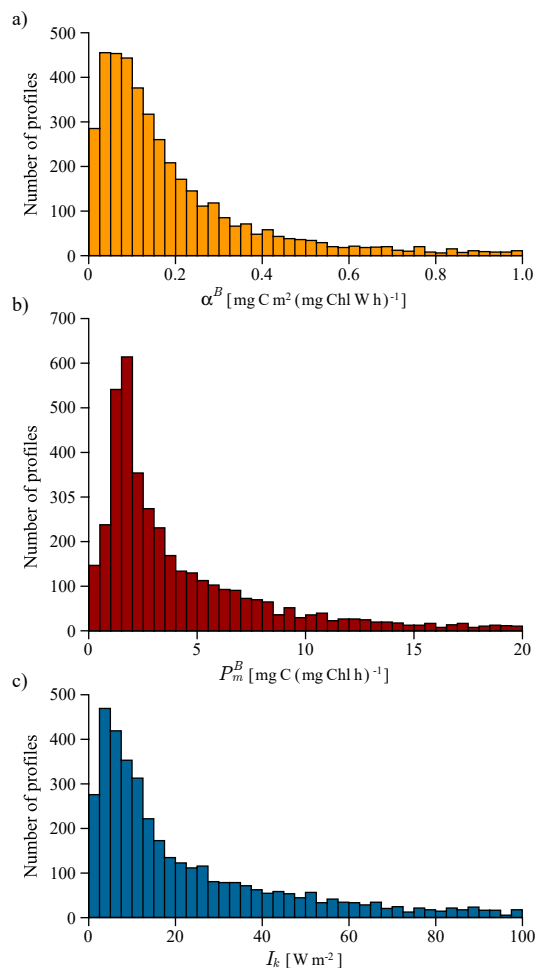 a)
500
400
300
200
100
0
Number of profiles
0 0.2 0.4 0.6 0.8 1.0
α^B [mg C m² (mg Chl W h)⁻¹]
b)
700
600
500
400
305
200
100
0
Number of profiles
0 5 10 15 20
P_m^B [mg C (mg Chl h)⁻¹]
c)
500
400
300
200
100
0
Number of profiles
0 20 40 60 80 100
I_k [W m⁻²]